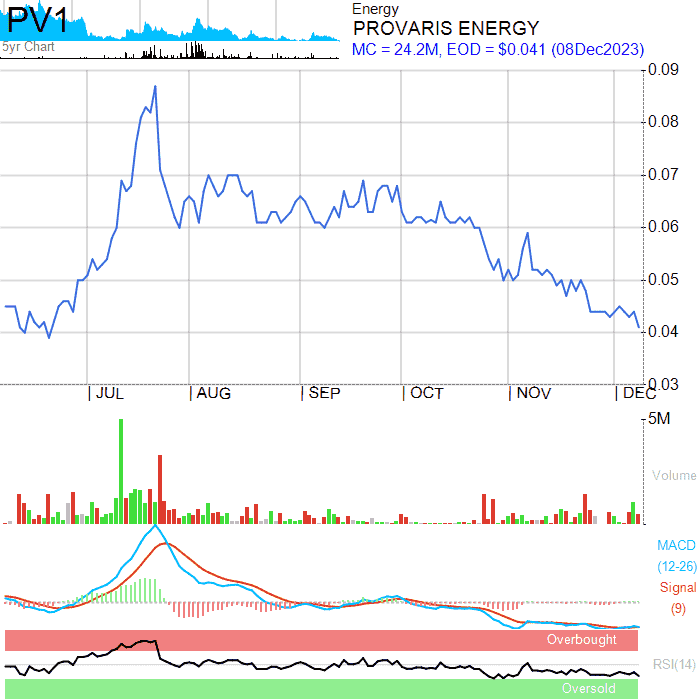 PV1
5yr Chart
Energy
PROVARIS ENERGY
MC = 24.2M, EOD = $0.041 (08Dec2023)
0.09
0.08
0.07
0.06
0.05
0.04
0.03
JUL AUG SEP OCT NOV DEC
5M
Volume
MACD
(12-26)
Signal
(9)
Overbought
RSI(14)
Oversold